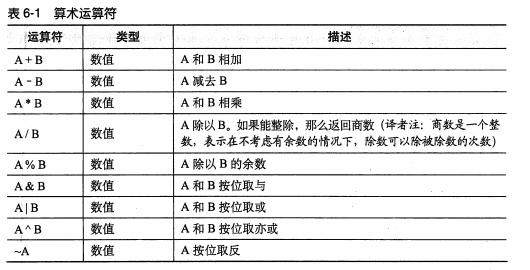 表 6-1 算术运算符
运算符 类型 描述
A + B 数值 A 和 B 相加
A - B 数值 A 减去 B
A * B 数值 A 和 B 相乘
A / B 数值 A 除以 B。如果能整除，那么返回商数（译者注：商数是一个整
数，表示在不考虑有余数的情况下，除数可以除被除数的次数）
A % B 数值 A 除以 B 的余数
A & B 数值 A 和 B 按位取与
A | B 数值 A 和 B 按位取或
A ^ B 数值 A 和 B 按位取亦或
~A 数值 A 按位取反